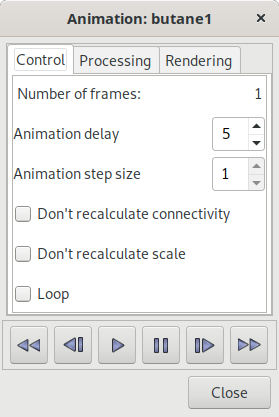 Animation: butane1
Control Processing Rendering
Number of frames: 1
Animation delay 5
Animation step size 1
Don't recalculate connectivity
Don't recalculate scale
Loop
Close